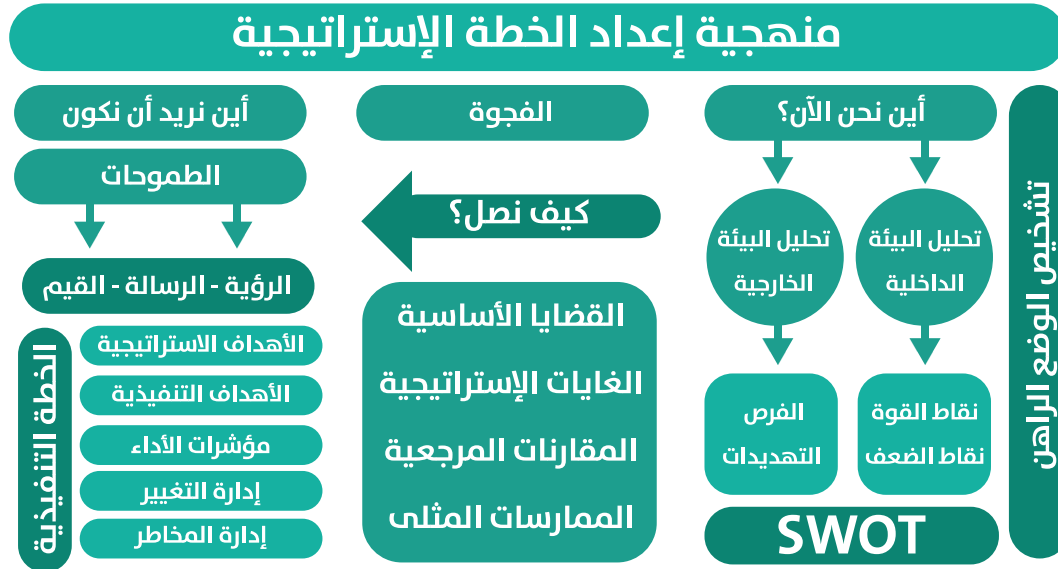 منهجية إعداد الخطة الإستراتيجية
تشخيص الوضع الراهن
أين نحن الآن؟
تحليل البيئة
الداخلية
تحليل البيئة
الخارجية
نقاط القوة
نقاط الضعف
الفرص
التهديدات
SWOT
الفجوة
كيف نصل؟
القضايا الأساسية
الغايات الإستراتيجية
المقارنات المرجعية
الممارسات المثلى
أين نريد أن نكون
الطموحات
الرؤية - الرسالة - القيم
الخطة التنفيذية
الأهداف الاستراتيجية
الأهداف التنفيذية
مؤشرات الأداء
إدارة التغيير
إدارة المخاطر